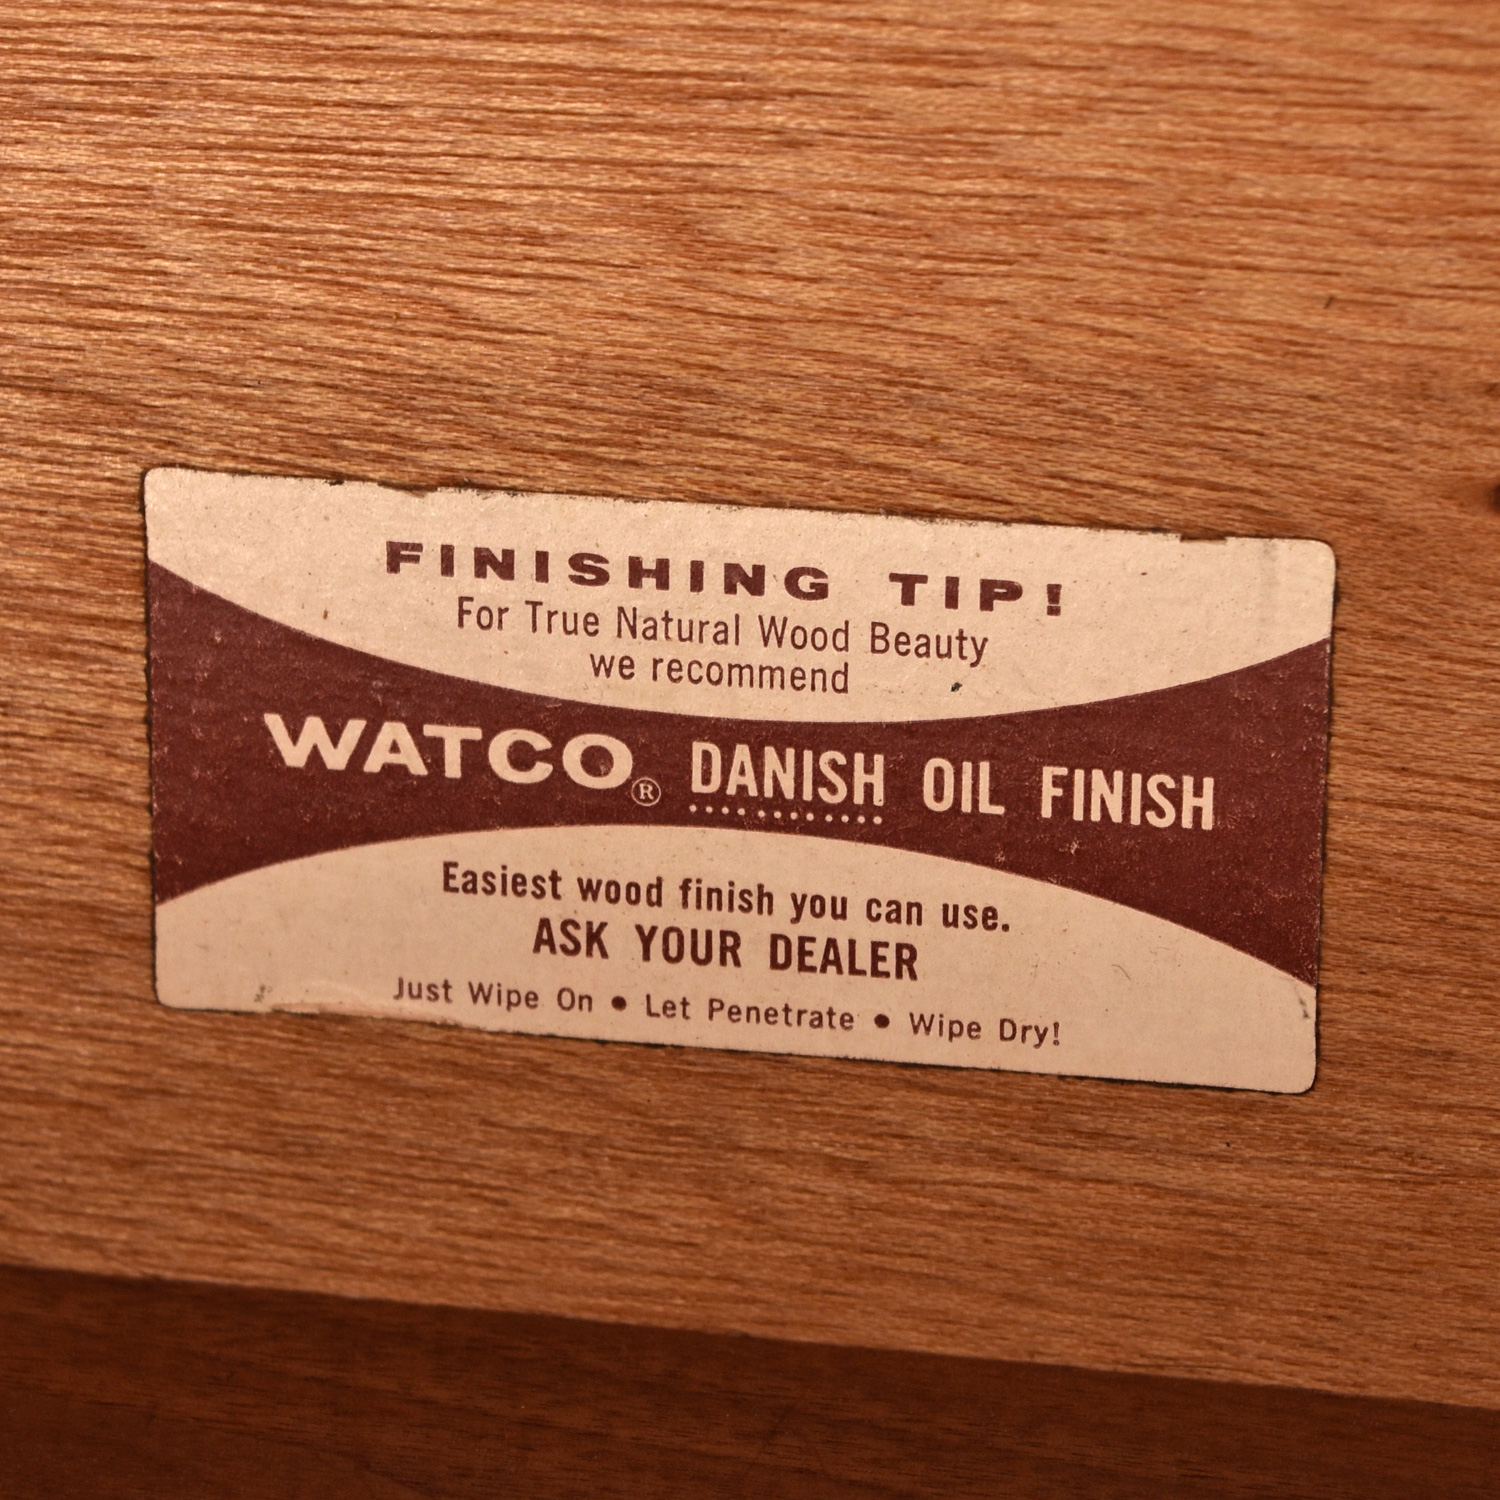 FINISHING TIP!
For True Natural Wood Beauty
we recommend
WATCO® DANISH OIL FINISH
Easiest wood finish you can use.
ASK YOUR DEALER
Just Wipe On • Let Penetrate • Wipe Dry!